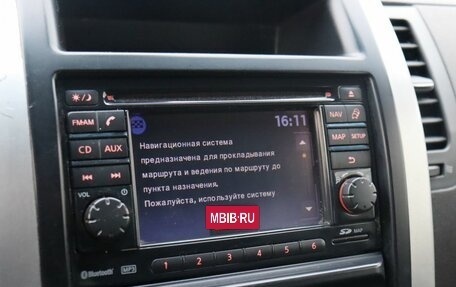 16:11
FM·AM
NAV
Навигационная система
предназначена для прокладывания
маршрута и ведения по маршруту до
пункта назначения.
Пожалуйста, используйте систему
CD AUX
MAP SETUP
VOL
MBIB·RU
1 2 3 4 5 6
Bluetooth MP3
SD MAP